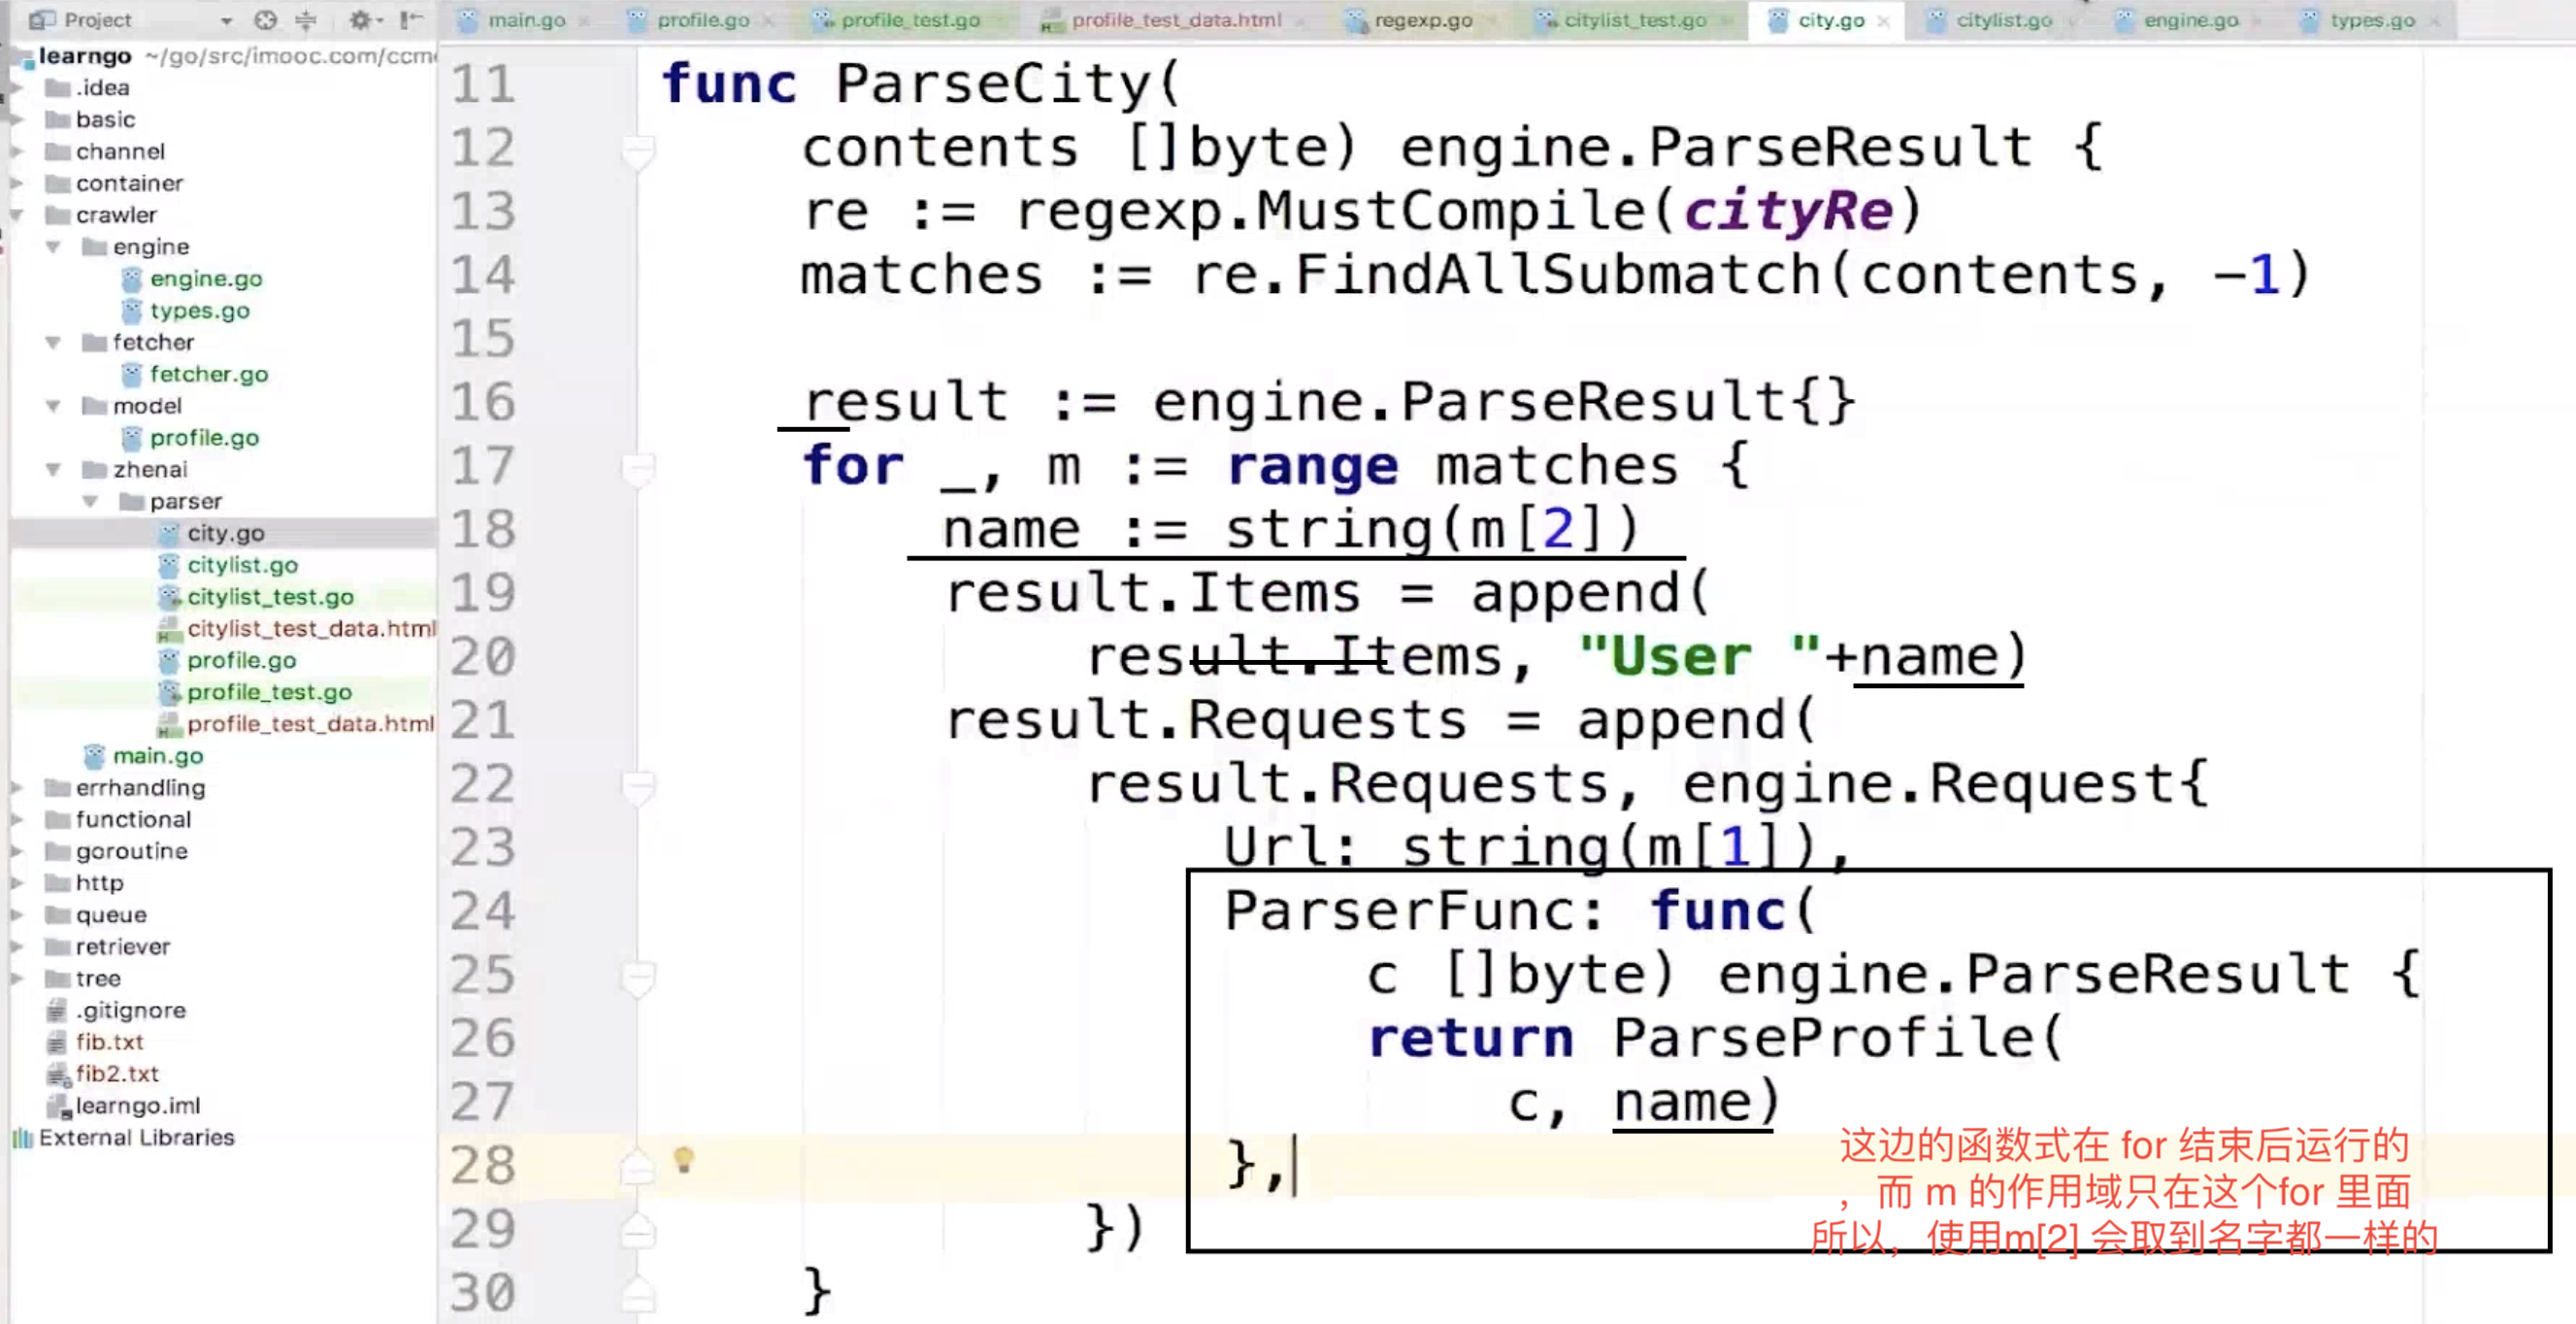 Project
main.go
profile.go
profile_test.go
profile_test_data.html
regexp.go
citylist_test.go
city.go
citylist.go
engine.go
types.go
learngo ~/go/src/imooc.com/ccm
.idea
basic
channel
container
crawler
engine
engine.go
types.go
fetcher
fetcher.go
model
profile.go
zhenai
parser
city.go
citylist.go
citylist_test.go
citylist_test_data.html
profile.go
profile_test.go
profile_test_data.html
main.go
errhandling
functional
goroutine
http
queue
retriever
tree
.gitignore
fib.txt
fib2.txt
learngo.iml
External Libraries
11 func ParseCity(
12 contents []byte) engine.ParseResult {
13 re := regexp.MustCompile(cityRe)
14 matches := re.FindAllSubmatch(contents, -1)
15
16 result := engine.ParseResult{}
17 for _, m := range matches {
18 name := string(m[2])
19 result.Items = append(
20 result.Items, "User "+name)
21 result.Requests = append(
22 result.Requests, engine.Request{
23 Url: string(m[1]),
24 ParserFunc: func(
25 c []byte) engine.ParseResult {
26 return ParseProfile(
27 c, name)
28 },
29 })
30 }
这边的函数式在 for 结束后运行的
，而 m 的作用域只在这个for 里面
所以，使用m[2] 会取到名字都一样的